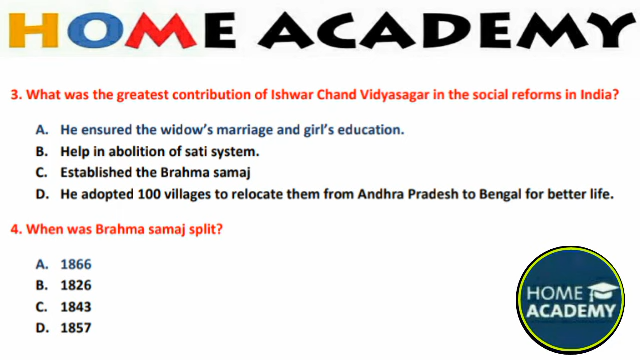 HOME ACADEMY
3. What was the greatest contribution of Ishwar Chand Vidyasagar in the social reforms in India?
A. He ensured the widow's marriage and girl's education.
B. Help in abolition of sati system.
C. Established the Brahma samaj
D. He adopted 100 villages to relocate them from Andhra Pradesh to Bengal for better life.
4. When was Brahma samaj split?
A. 1866
B. 1826
C. 1843
D. 1857
HOME
ACADEMY